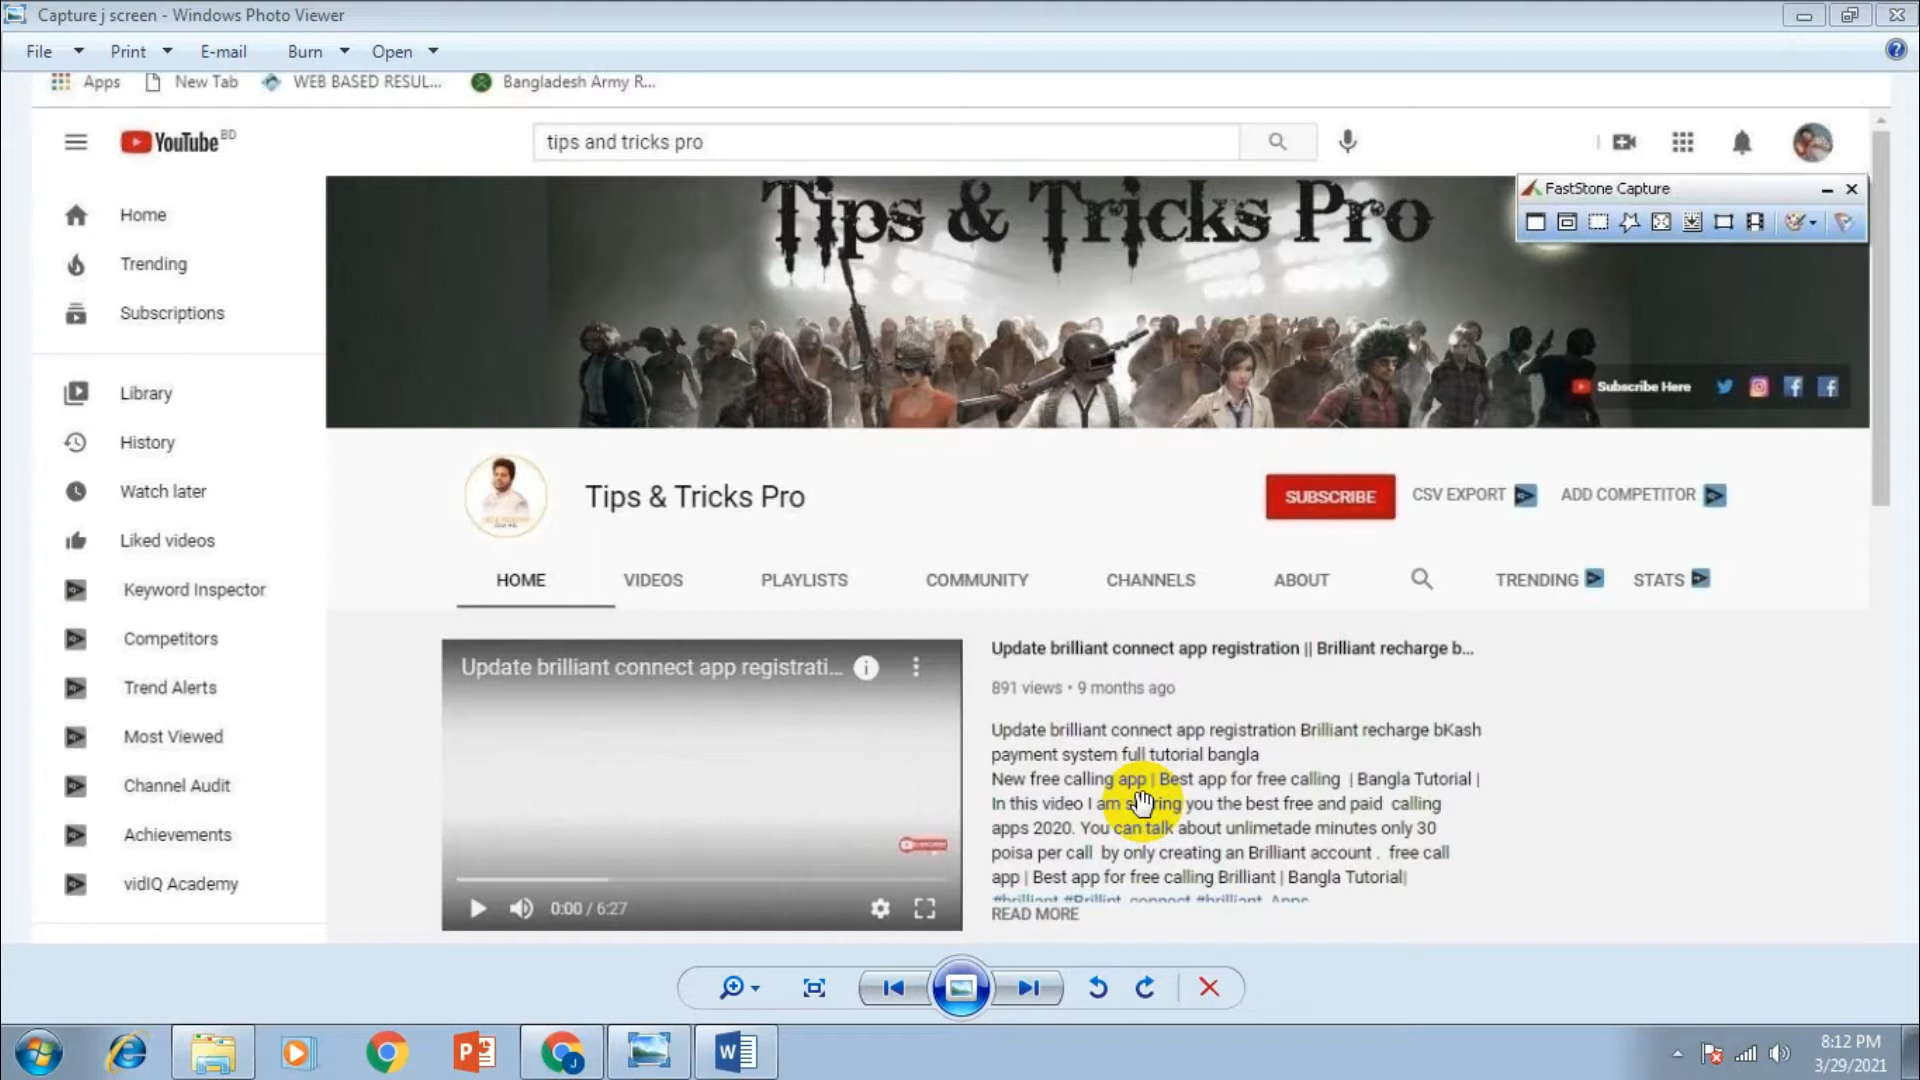 Capture j screen - Windows Photo Viewer
File Print E-mail Burn Open
Apps New Tab WEB BASED RESUL... Bangladesh Army R...
YouTube BD
tips and tricks pro
Tips & Tricks Pro
FastStone Capture
Subscribe Here
Home
Trending
Subscriptions
Library
History
Watch later
Liked videos
Keyword Inspector
Competitors
Trend Alerts
Most Viewed
Channel Audit
Achievements
vidIQ Academy
Tips & Tricks Pro
SUBSCRIBE CSV EXPORT ADD COMPETITOR
HOME VIDEOS PLAYLISTS COMMUNITY CHANNELS ABOUT TRENDING STATS
Update brilliant connect app registrati...
0:00 / 6:27
Update brilliant connect app registration || Brilliant recharge b...
891 views • 9 months ago
Update brilliant connect app registration Brilliant recharge bKash
payment system full tutorial bangla
New free calling app | Best app for free calling | Bangla Tutorial |
In this video I am you the best free and paid calling
apps 2020. You can talk about unlimetade minutes only 30
poisa per call by only creating an Brilliant account . free call
app | Best app for free calling Brilliant | Bangla Tutorial|
READ MORE
8:12 PM
3/29/2021